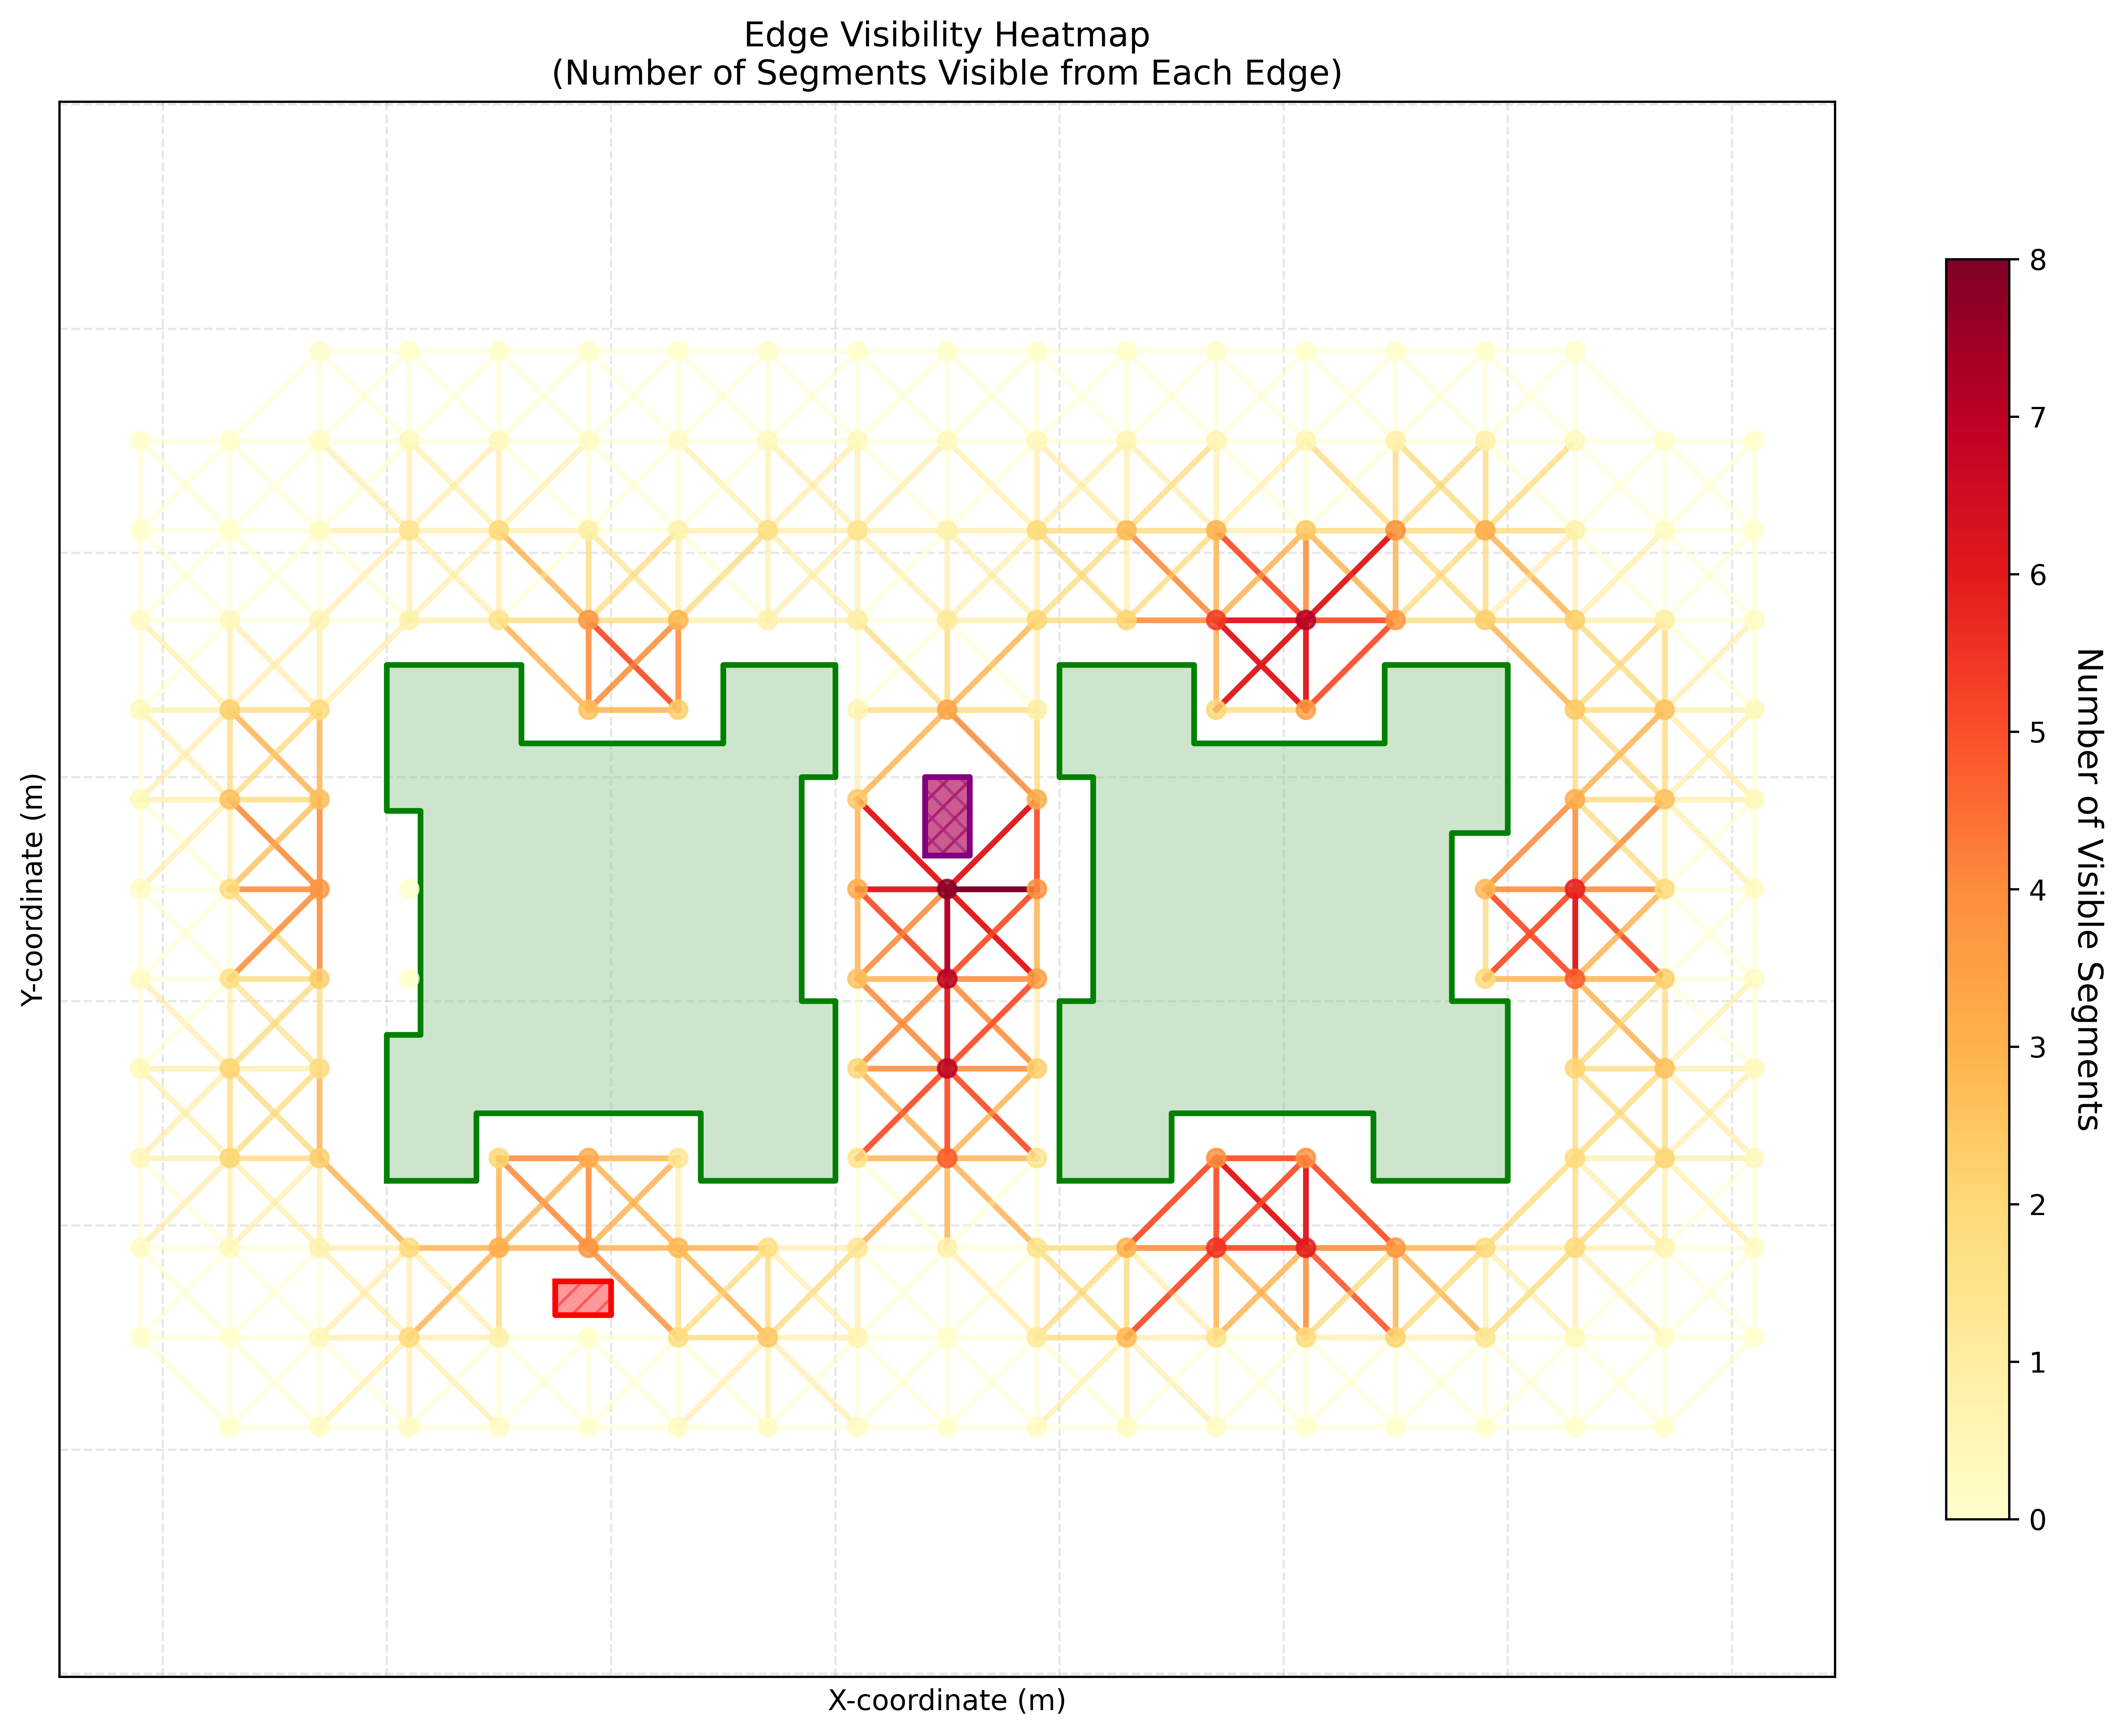 Edge Visibility Heatmap
(Number of Segments Visible from Each Edge)
Y-coordinate (m)
X-coordinate (m)
8
7
6
5
4
3
2
1
0
Number of Visible Segments